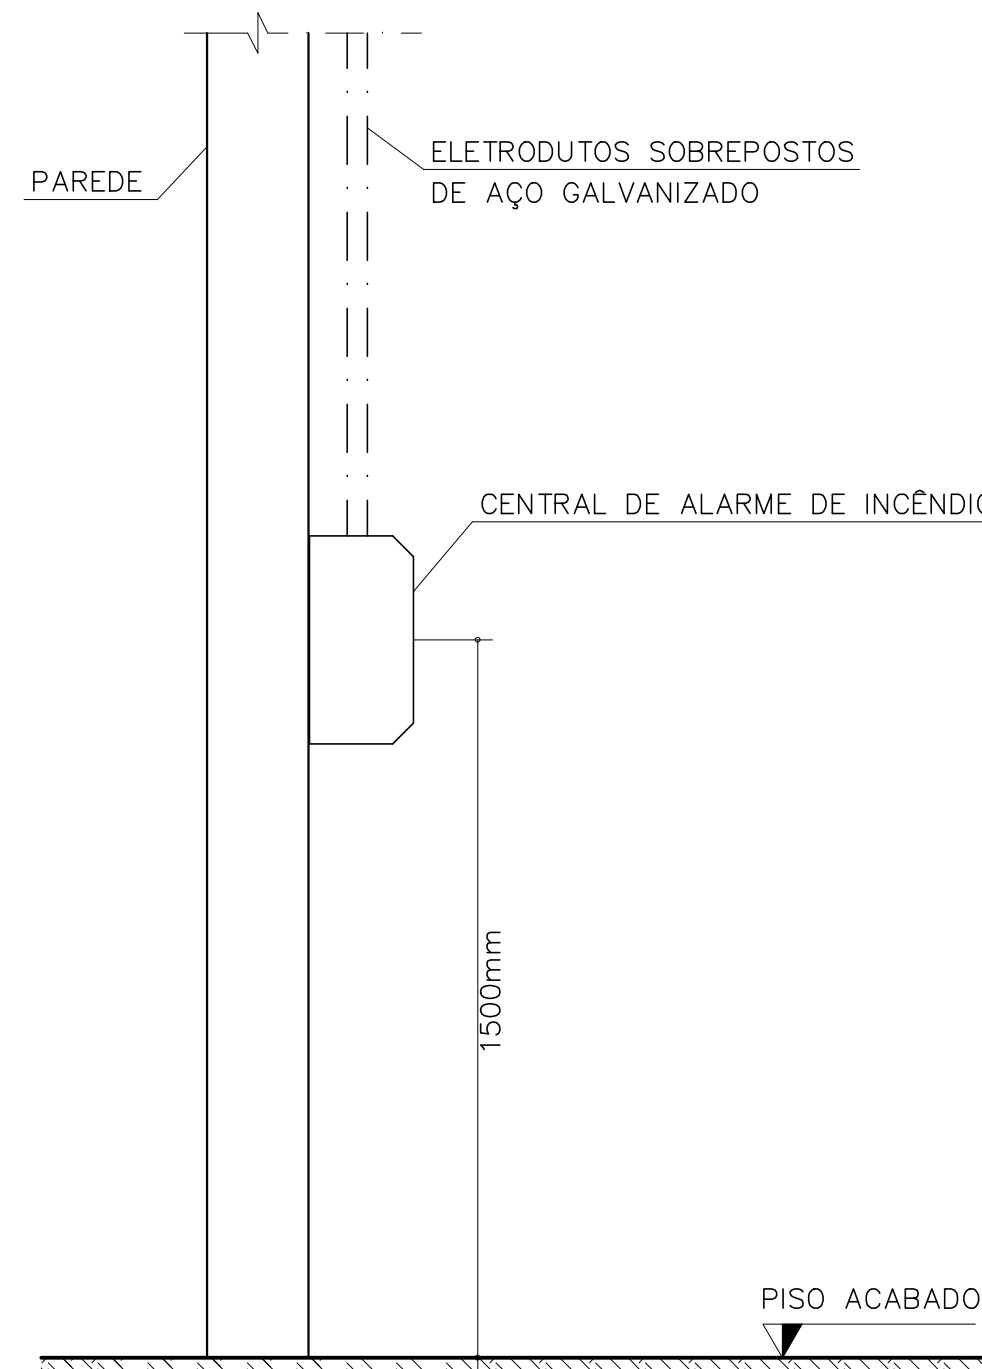 ELETRODUTOS SOBREPOSTOS
DE AÇO GALVANIZADO
PAREDE
CENTRAL DE ALARME DE
1500mm
PISO ACABADO